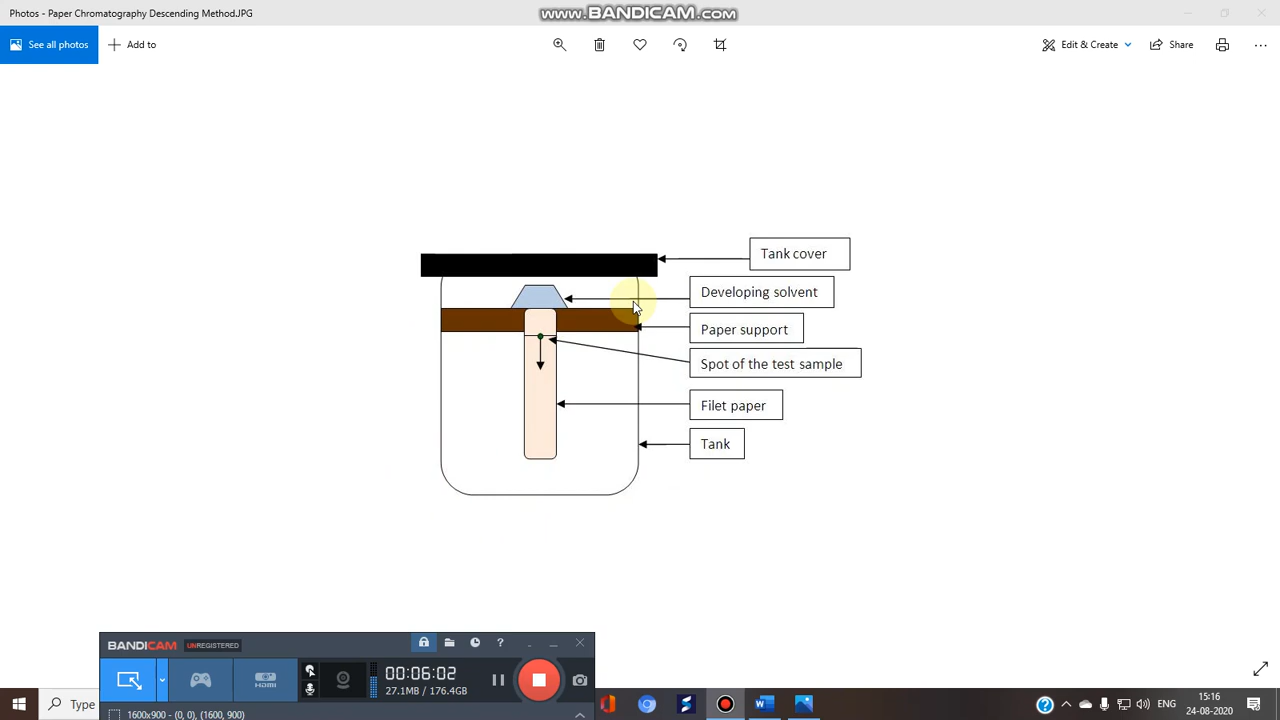 Photos - Paper Chromatography Descending Method.JPG
www.BANDICAM.com
See all photos
Add to
Edit & Create
Share
Tank cover
Developing solvent
Paper support
Spot of the test sample
Filet paper
Tank
BANDICAM UNREGISTERED
HDMI
00:06:02
27.1MB / 176.4GB
1600x900 - (0, 0), (1600, 900)
Type
ENG
15:16
24-08-2020